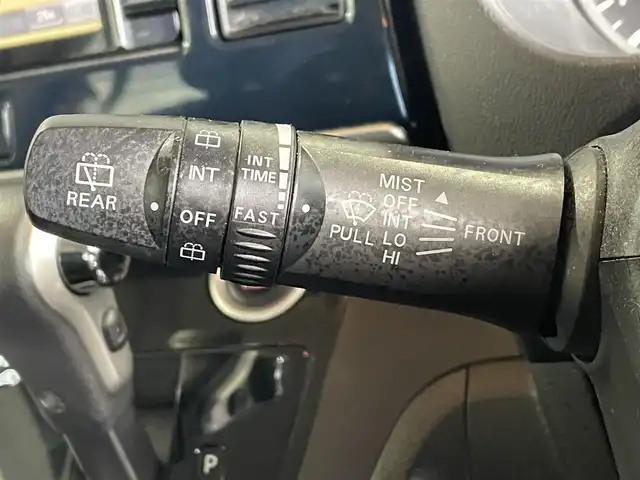 REAR
INT
OFF
INT
TIME
FAST
MIST
OFF
INT
PULL LO
HI
FRONT
P